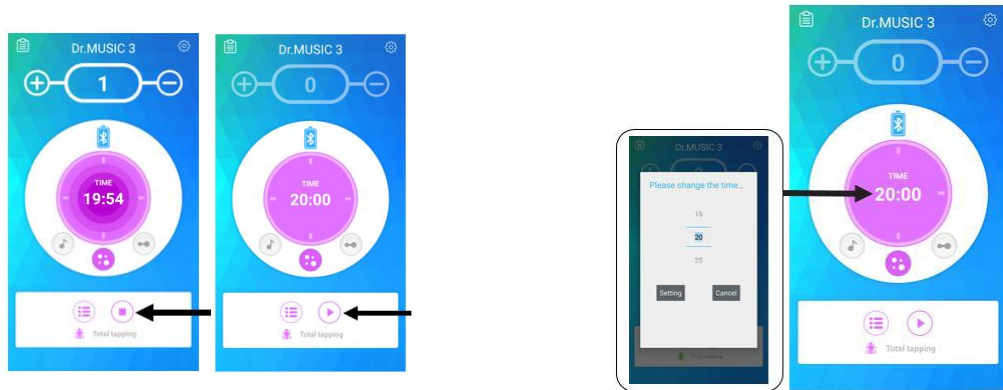 Dr.MUSIC 3
1
TIME
19:54
Total tapping
Dr.MUSIC 3
0
TIME
20:00
Total tapping
Dr.MUSIC 3
Please change the time...
15
20
25
Setting
Cancel
Total tapping
Dr.MUSIC 3
0
TIME
20:00
Total tapping